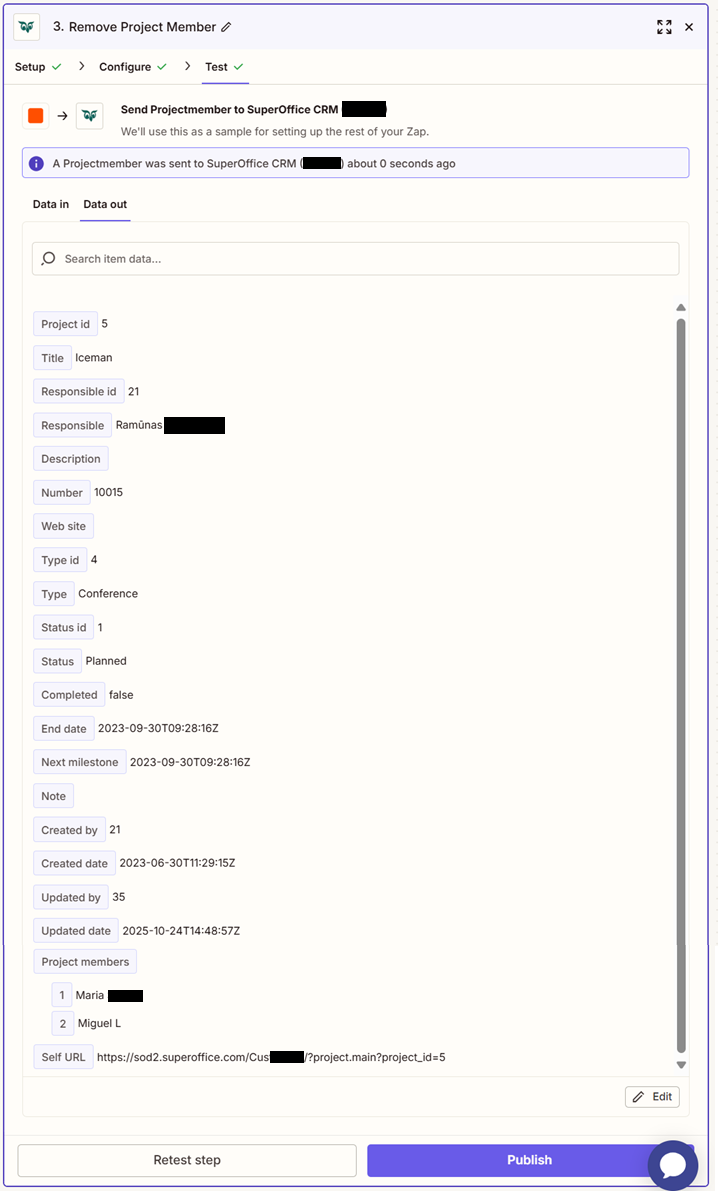 3. Remove Project Member
Setup > Configure > Test
Send Projectmember to SuperOffice CRM (
We'll use this as a sample for setting up the rest of your Zap.
A Projectmember was sent to SuperOffice CRM ( ) about 0 seconds ago
Data in Data out
Search item data...
Project id 5
Title Iceman
Responsible id 21
Responsible Ramūnas
Description
Number 10015
Web site
Type id 4
Type Conference
Status id 1
Status Planned
Completed false
End date 2023-09-30T09:28:16Z
Next milestone 2023-09-30T09:28:16Z
Note
Created by 21
Created date 2023-06-30T11:29:15Z
Updated by 35
Updated date 2025-10-24T14:48:57Z
Project members
1 Maria
2 Miguel L
Self URL https://sod2.superoffice.com/Cus /?project.main?project_id=5
Edit
Retest step Publish